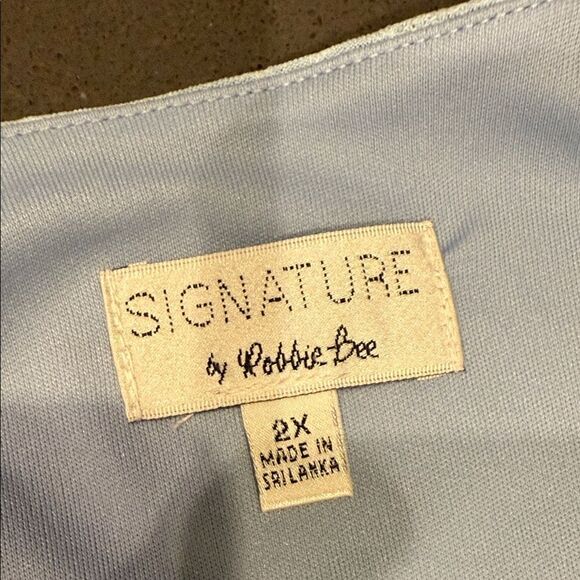 SIGNATURE
by Robbie Bee
2X
MADE IN
SRI LANKA